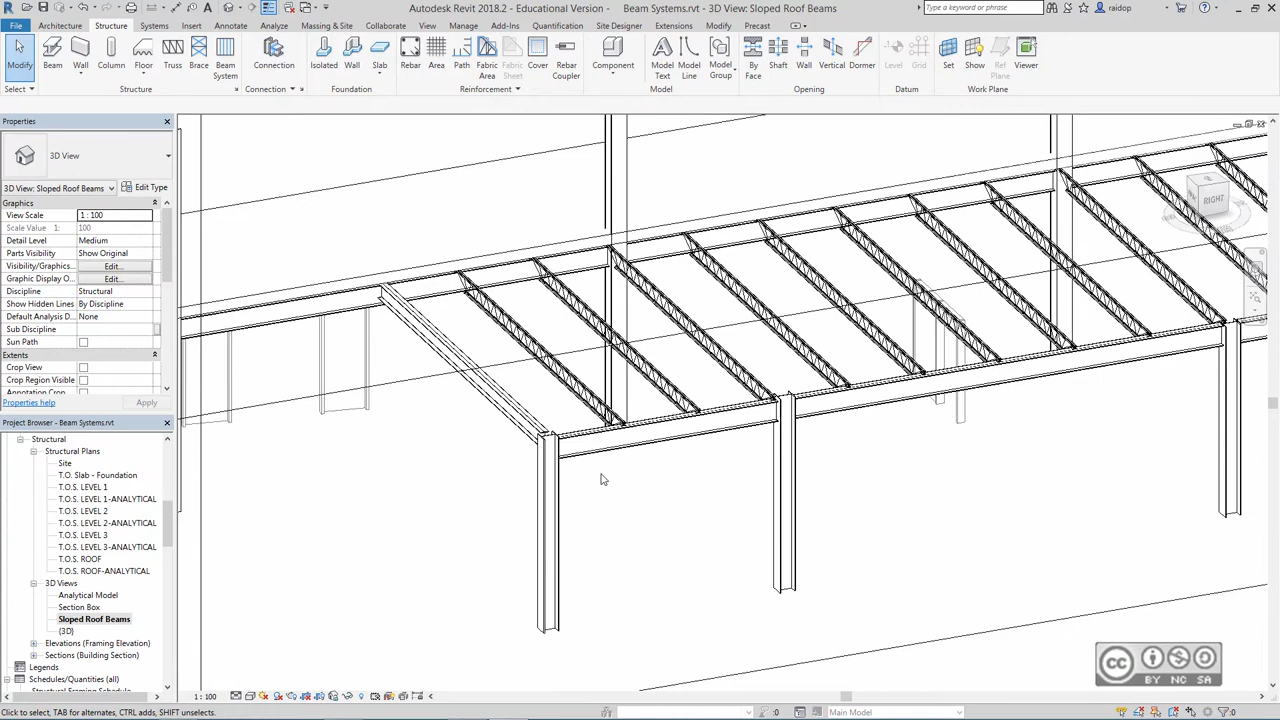 Autodesk Revit 2018.2 - Educational Version - Beam Systems.rvt - 3D View: Sloped Roof Beams
Type a keyword or phrase
raidop
File Architecture Structure Systems Insert Annotate Analyze Massing & Site Collaborate View Manage Add-Ins Quantification Site Designer Extensions Modify Precast
Modify Beam Wall Column Floor Truss Brace Beam System Connection Isolated Wall Slab Rebar Area Path Fabric Area Fabric Sheet Cover Rebar Coupler Component Model Text Model Line Model Group By Face Shaft Wall Vertical Dormer Level Grid Set Show Ref Plane Viewer
Select Structure Connection Foundation Reinforcement Model Opening Datum Work Plane
Properties
3D View
3D View: Sloped Roof Beams Edit Type
Graphics
View Scale 1 : 100
Scale Value 1: 100
Detail Level Medium
Parts Visibility Show Original
Visibility/Graphics... Edit...
Graphic Display O... Edit...
Discipline Structural
Show Hidden Lines By Discipline
Default Analysis D... None
Sub Discipline
Sun Path
Extents
Crop View
Crop Region Visible
Annotation Crop
Properties help Apply
Project Browser - Beam Systems.rvt
Structural
Structural Plans
Site
T.O. Slab - Foundation
T.O.S. LEVEL 1
T.O.S. LEVEL 1-ANALYTICAL
T.O.S. LEVEL 2
T.O.S. LEVEL 2-ANALYTICAL
T.O.S. LEVEL 3
T.O.S. LEVEL 3-ANALYTICAL
T.O.S. ROOF
T.O.S. ROOF-ANALYTICAL
3D Views
Analytical Model
Section Box
Sloped Roof Beams
{3D}
Elevations (Framing Elevation)
Sections (Building Section)
Legends
Schedules/Quantities (all)
Structural Framing Schedule
RIGHT
cc
BY NC SA
1 : 100
Click to select, TAB for alternates, CTRL adds, SHIFT unselects.
:0
Main Model
:0